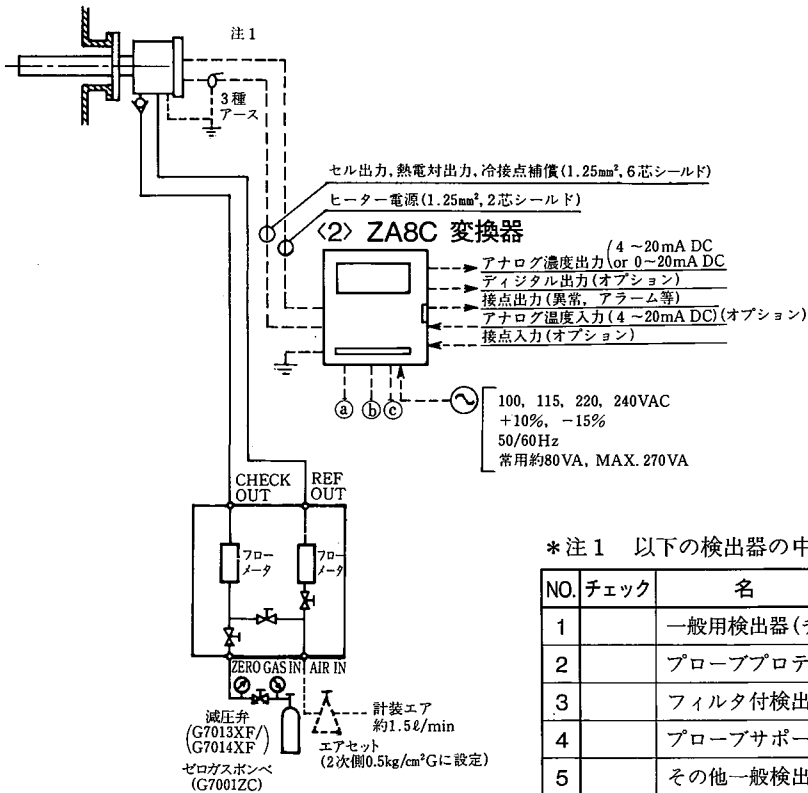 注1
3種
アース
セル出力, 熱電対出力, 冷接点補償(1.25mm², 6芯シールド)
ヒーター電源(1.25mm², 2芯シールド)
〈2〉 ZA8C 変換器
アナログ濃度出力(4〜20mA DC
or 0〜20mA DC
ディジタル出力(オプション)
接点出力(異常, アラーム等)
アナログ温度入力(4〜20mA DC)(オプション)
接点入力(オプション)
ⓐ ⓑ ⓒ
100, 115, 220, 240VAC
+10%, −15%
50/60Hz
常用約80VA, MAX. 270VA
CHECK OUT
REF OUT
フローメータ
フローメータ
ZERO GAS IN
AIR IN
減圧弁
(G7013XF/
G7014XF)
ゼロガスボンベ
(G7001ZC)
計装エア
約1.5ℓ/min
エアセット
(2次側0.5kg/cm²Gに設定)
*注1 以下の検出器の中
NO. チェック 名
1 一般用検出器(
2 プローブプロテ
3 フィルタ付検出
4 プローブサポー
5 その他一般検出